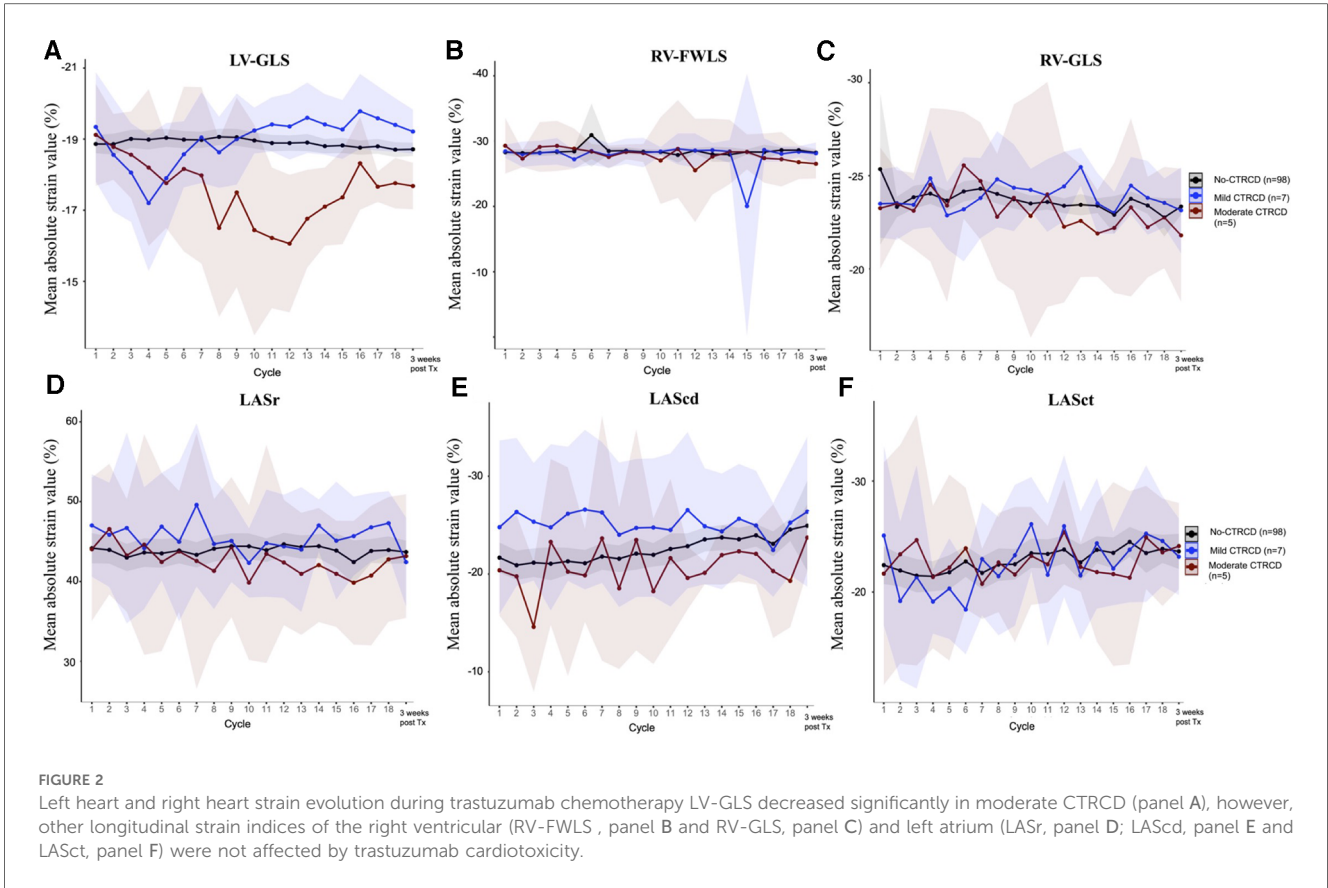 A
LV-GLS
Mean absolute strain value (%)
-21
-19
-17
-15
1 2 3 4 5 6 7 8 9 10 11 12 13 14 15 16 17 18 3 weeks
post Tx
Cycle
B
RV-FWLS
Mean absolute strain value (%)
-40
-30
-20
-10
1 2 3 4 5 6 7 8 9 10 11 12 13 14 15 16 17 18 3 we
post
Cycle
C
RV-GLS
Mean absolute strain value (%)
-30
-25
-20
1 2 3 4 5 6 7 8 9 10 11 12 13 14 15 16 17 18 3 weeks
post Tx
Cycle
No-CTRCD (n=98)
Mild CTRCD (n=7)
Moderate CTRCD
(n=5)
D
LASr
Mean absolute strain value (%)
60
50
40
30
1 2 3 4 5 6 7 8 9 10 11 12 13 14 15 16 17 18 3 weeks
post Tx
Cycle
E
LAScd
Mean absolute strain value (%)
-30
-20
-10
1 2 3 4 5 6 7 8 9 10 11 12 13 14 15 16 17 18 3 weeks
post Tx
Cycle
F
LASct
Mean absolute strain value (%)
-30
-20
1 2 3 4 5 6 7 8 9 10 11 12 13 14 15 16 17 18 3 weeks
post Tx
Cycle
No-CTRCD (n=98)
Mild CTRCD (n=7)
Moderate CTRCD
(n=5)
FIGURE 2
Left heart and right heart strain evolution during trastuzumab chemotherapy LV-GLS decreased significantly in moderate CTRCD (panel A), however,
other longitudinal strain indices of the right ventricular (RV-FWLS , panel B and RV-GLS, panel C) and left atrium (LASr, panel D; LAScd, panel E and
LASct, panel F) were not affected by trastuzumab cardiotoxicity.